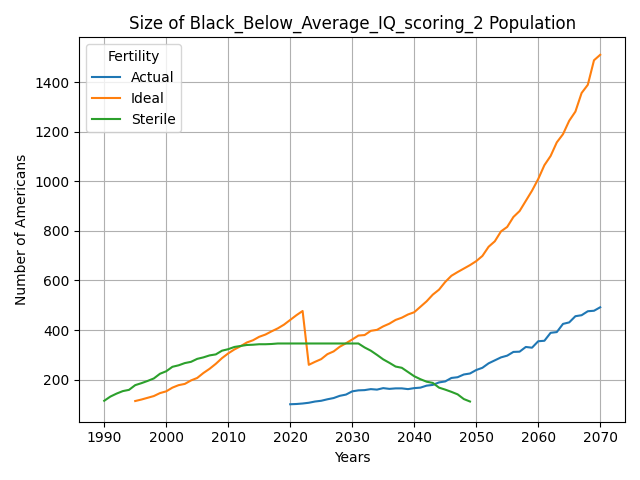 Size of Black_Below_Average_IQ_scoring_2 Population
Fertility
Actual
Ideal
Sterile
Number of Americans
1400
1200
1000
800
600
400
200
1990 2000 2010 2020 2030 2040 2050 2060 2070
Years